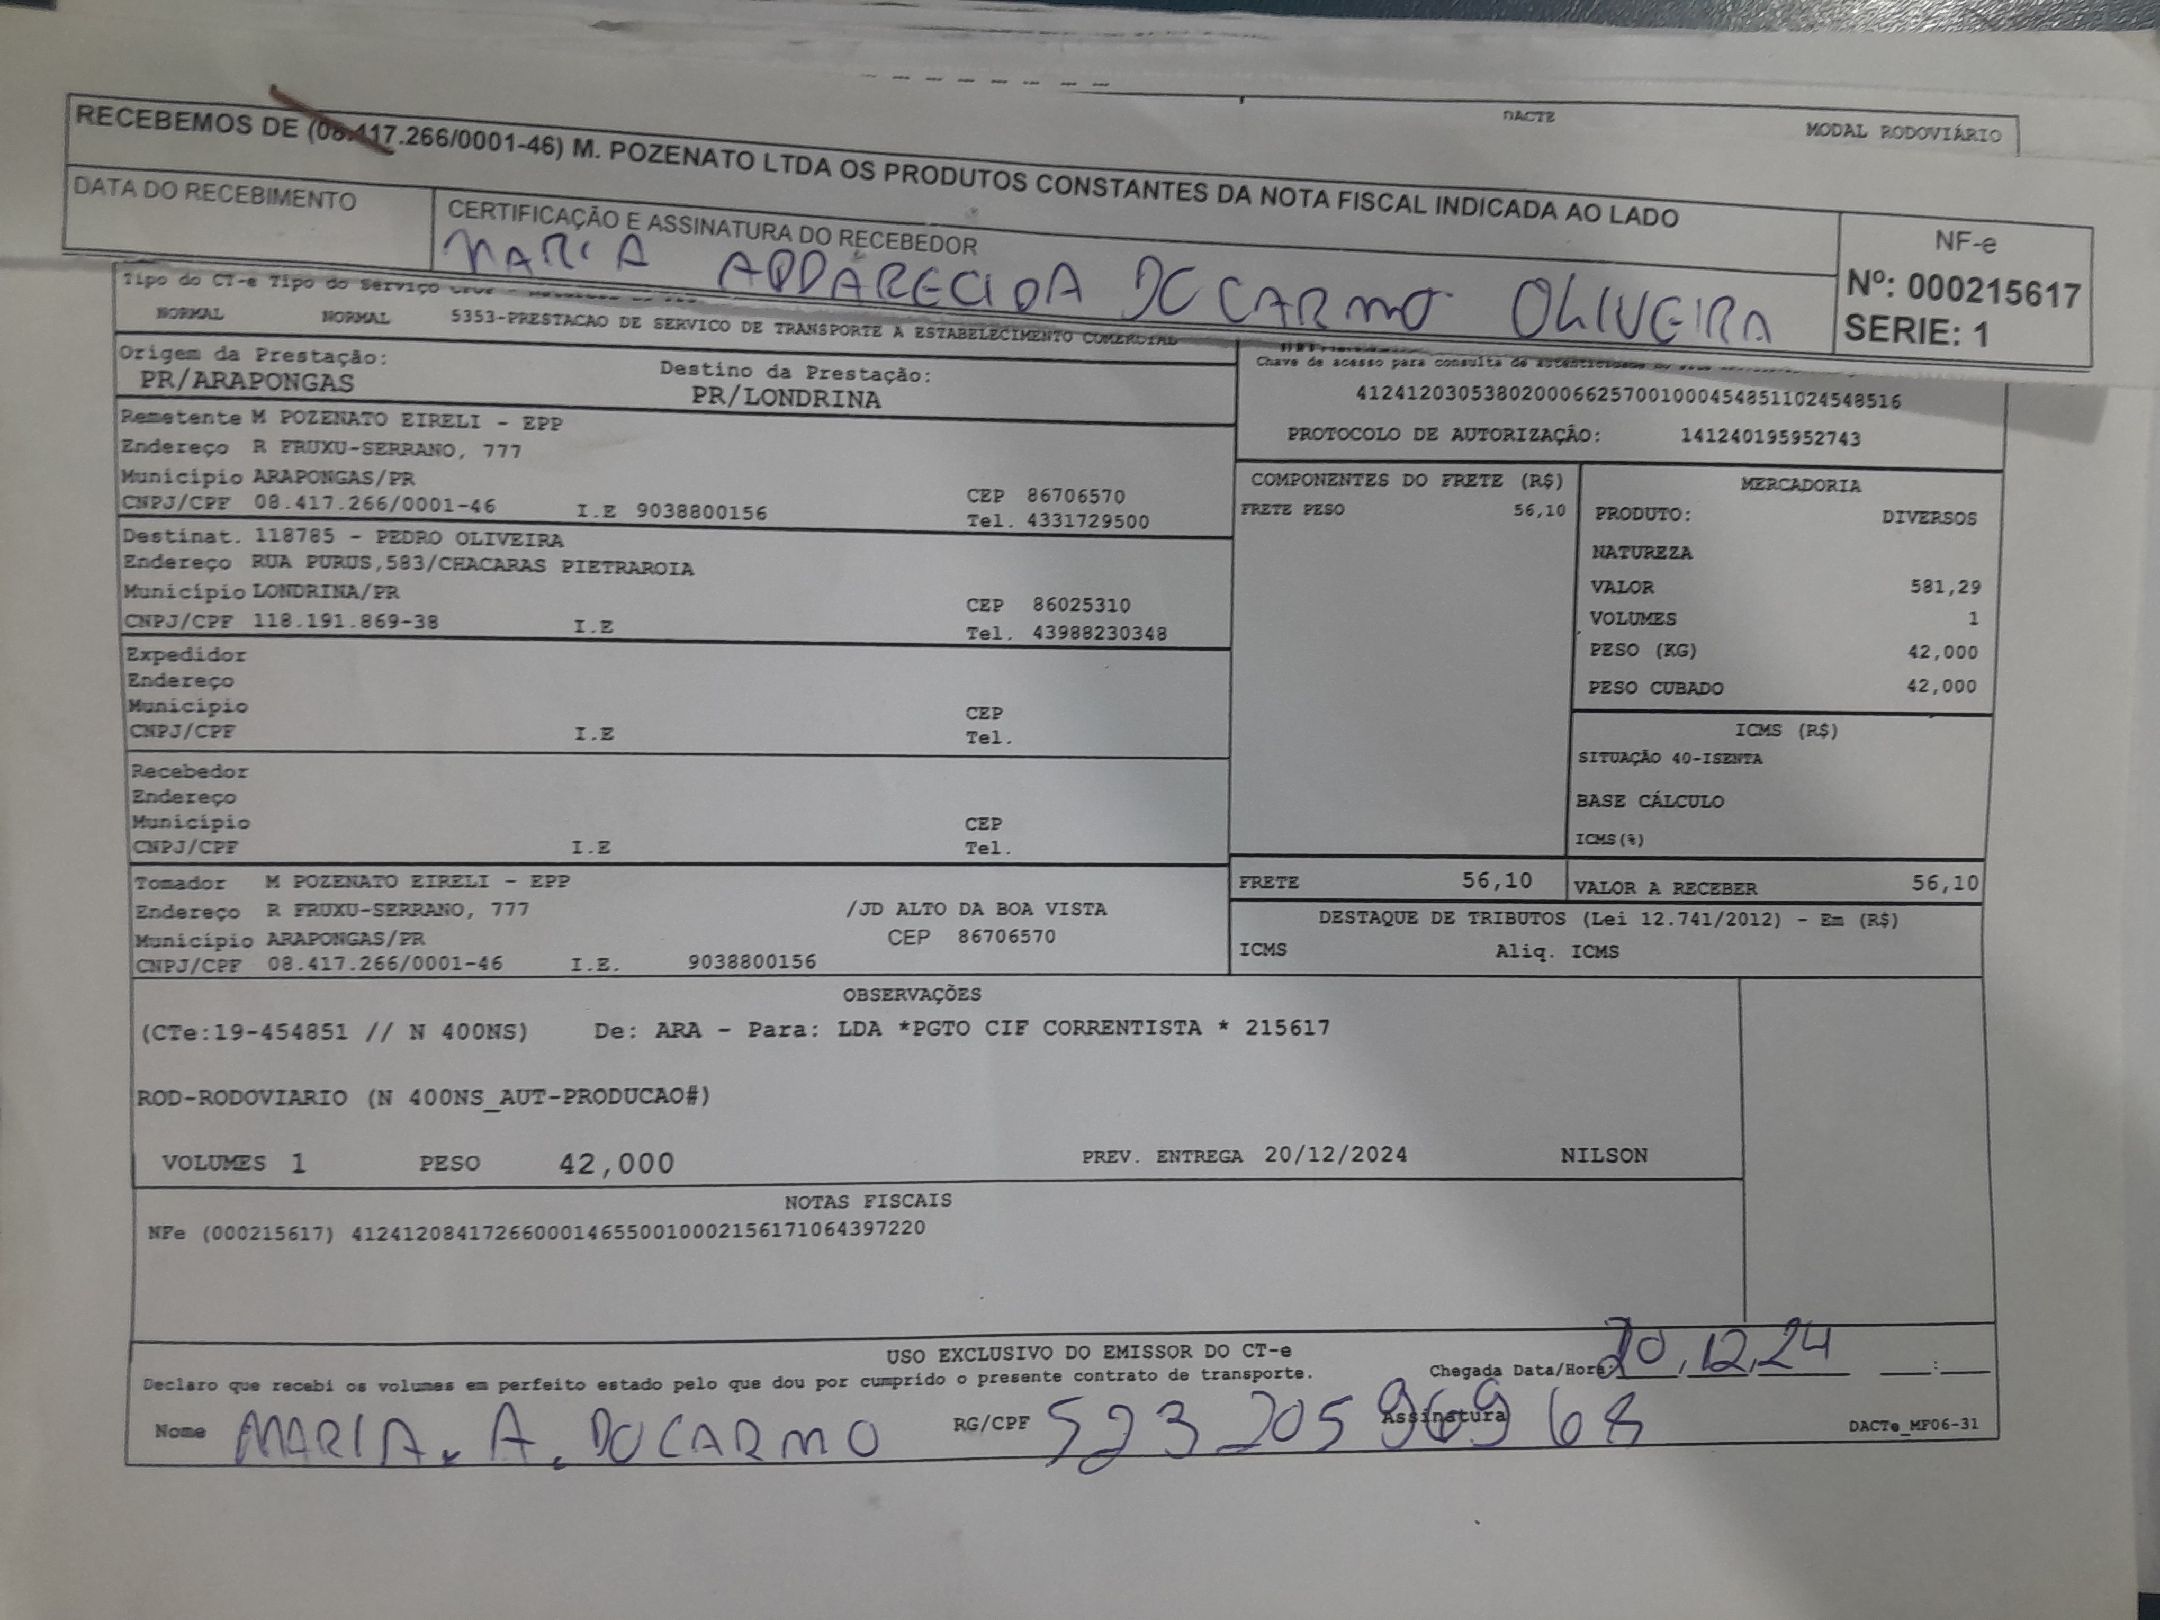 DACTE
MODAL RODOVIÁRIO
RECEBEMOS DE (08.417.266/0001-46) M. POZENATO LTDA OS PRODUTOS CONSTANTES DA NOTA FISCAL INDICADA AO LADO
DATA DO RECEBIMENTO
CERTIFICAÇÃO E ASSINATURA DO RECEBEDOR
MARIA APPARECIDA DO CARMO OLIVEIRA
NF-e
Nº: 000215617
SERIE: 1
Tipo do CT-e Tipo do Serviço
NORMAL NORMAL 5353-PRESTACAO DE SERVICO DE TRANSPORTE A ESTABELECIMENTO COMERCIAL
Origem da Prestação:
PR/ARAPONGAS
Destino da Prestação:
PR/LONDRINA
Chave de acesso para consulta de autenticidade
41241203053802000662570010004548511024548516
PROTOCOLO DE AUTORIZAÇÃO: 141240195952743
Remetente M POZENATO EIRELI - EPP
Endereço R FRUXU-SERRANO, 777
Município ARAPONGAS/PR CEP 86706570
CNPJ/CPF 08.417.266/0001-46 I.E 9038800156 Tel. 4331729500
Destinat. 118785 - PEDRO OLIVEIRA
Endereço RUA PURUS,583/CHACARAS PIETRAROIA
Município LONDRINA/PR CEP 86025310
CNPJ/CPF 118.191.869-38 I.E Tel. 43988230348
Expedidor
Endereço
Município CEP
CNPJ/CPF I.E Tel.
Recebedor
Endereço
Município CEP
CNPJ/CPF I.E Tel.
Tomador M POZENATO EIRELI - EPP
Endereço R FRUXU-SERRANO, 777 /JD ALTO DA BOA VISTA
Município ARAPONGAS/PR CEP 86706570
CNPJ/CPF 08.417.266/0001-46 I.E. 9038800156
COMPONENTES DO FRETE (R$)
FRETE PESO 56,10
MERCADORIA
PRODUTO: DIVERSOS
NATUREZA
VALOR 581,29
VOLUMES 1
PESO (KG) 42,000
PESO CUBADO 42,000
ICMS (R$)
SITUAÇÃO 40-ISENTA
BASE CÁLCULO
ICMS(%)
FRETE 56,10
VALOR A RECEBER 56,10
DESTAQUE DE TRIBUTOS (Lei 12.741/2012) - Em (R$)
ICMS Aliq. ICMS
OBSERVAÇÕES
(CTe:19-454851 // N 400NS) De: ARA - Para: LDA *PGTO CIF CORRENTISTA * 215617
ROD-RODOVIARIO (N 400NS_AUT-PRODUCAO#)
VOLUMES 1 PESO 42,000 PREV. ENTREGA 20/12/2024 NILSON
NOTAS FISCAIS
NFe (000215617) 41241208417266000146550010002156171064397220
USO EXCLUSIVO DO EMISSOR DO CT-e
Declaro que recebi os volumes em perfeito estado pelo que dou por cumprido o presente contrato de transporte.
Chegada Data/Hora: 20.12.24 :
Nome MARIA. A. DO CARMO RG/CPF 523 205 969 68 Assinatura
DACTe_MF06-31